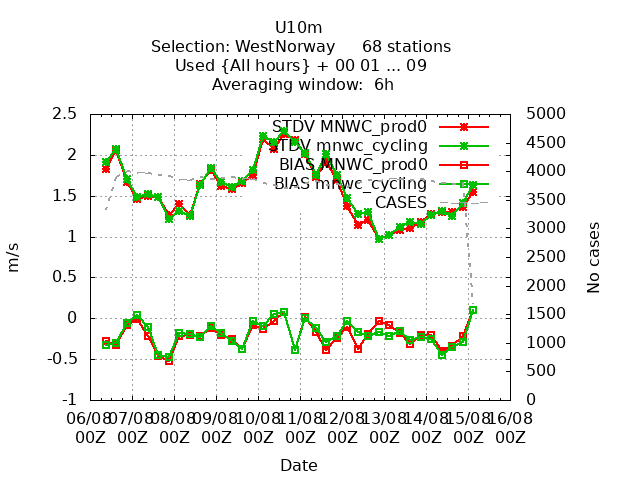 U10m
Selection: WestNorway 68 stations
Used {All hours} + 00 01 ... 09
Averaging window: 6h
2.5
2
1.5
1
0.5
0
-0.5
-1
m/s
5000
4500
4000
3500
3000
2500
2000
1500
1000
500
0
No cases
STDV MNWC_prod0
STDV mnwc_cycling
BIAS MNWC_prod0
BIAS mnwc_cycling
CASES
06/08 07/08 08/08 09/08 10/08 11/08 12/08 13/08 14/08 15/08 16/08
00Z 00Z 00Z 00Z 00Z 00Z 00Z 00Z 00Z 00Z 00Z
Date